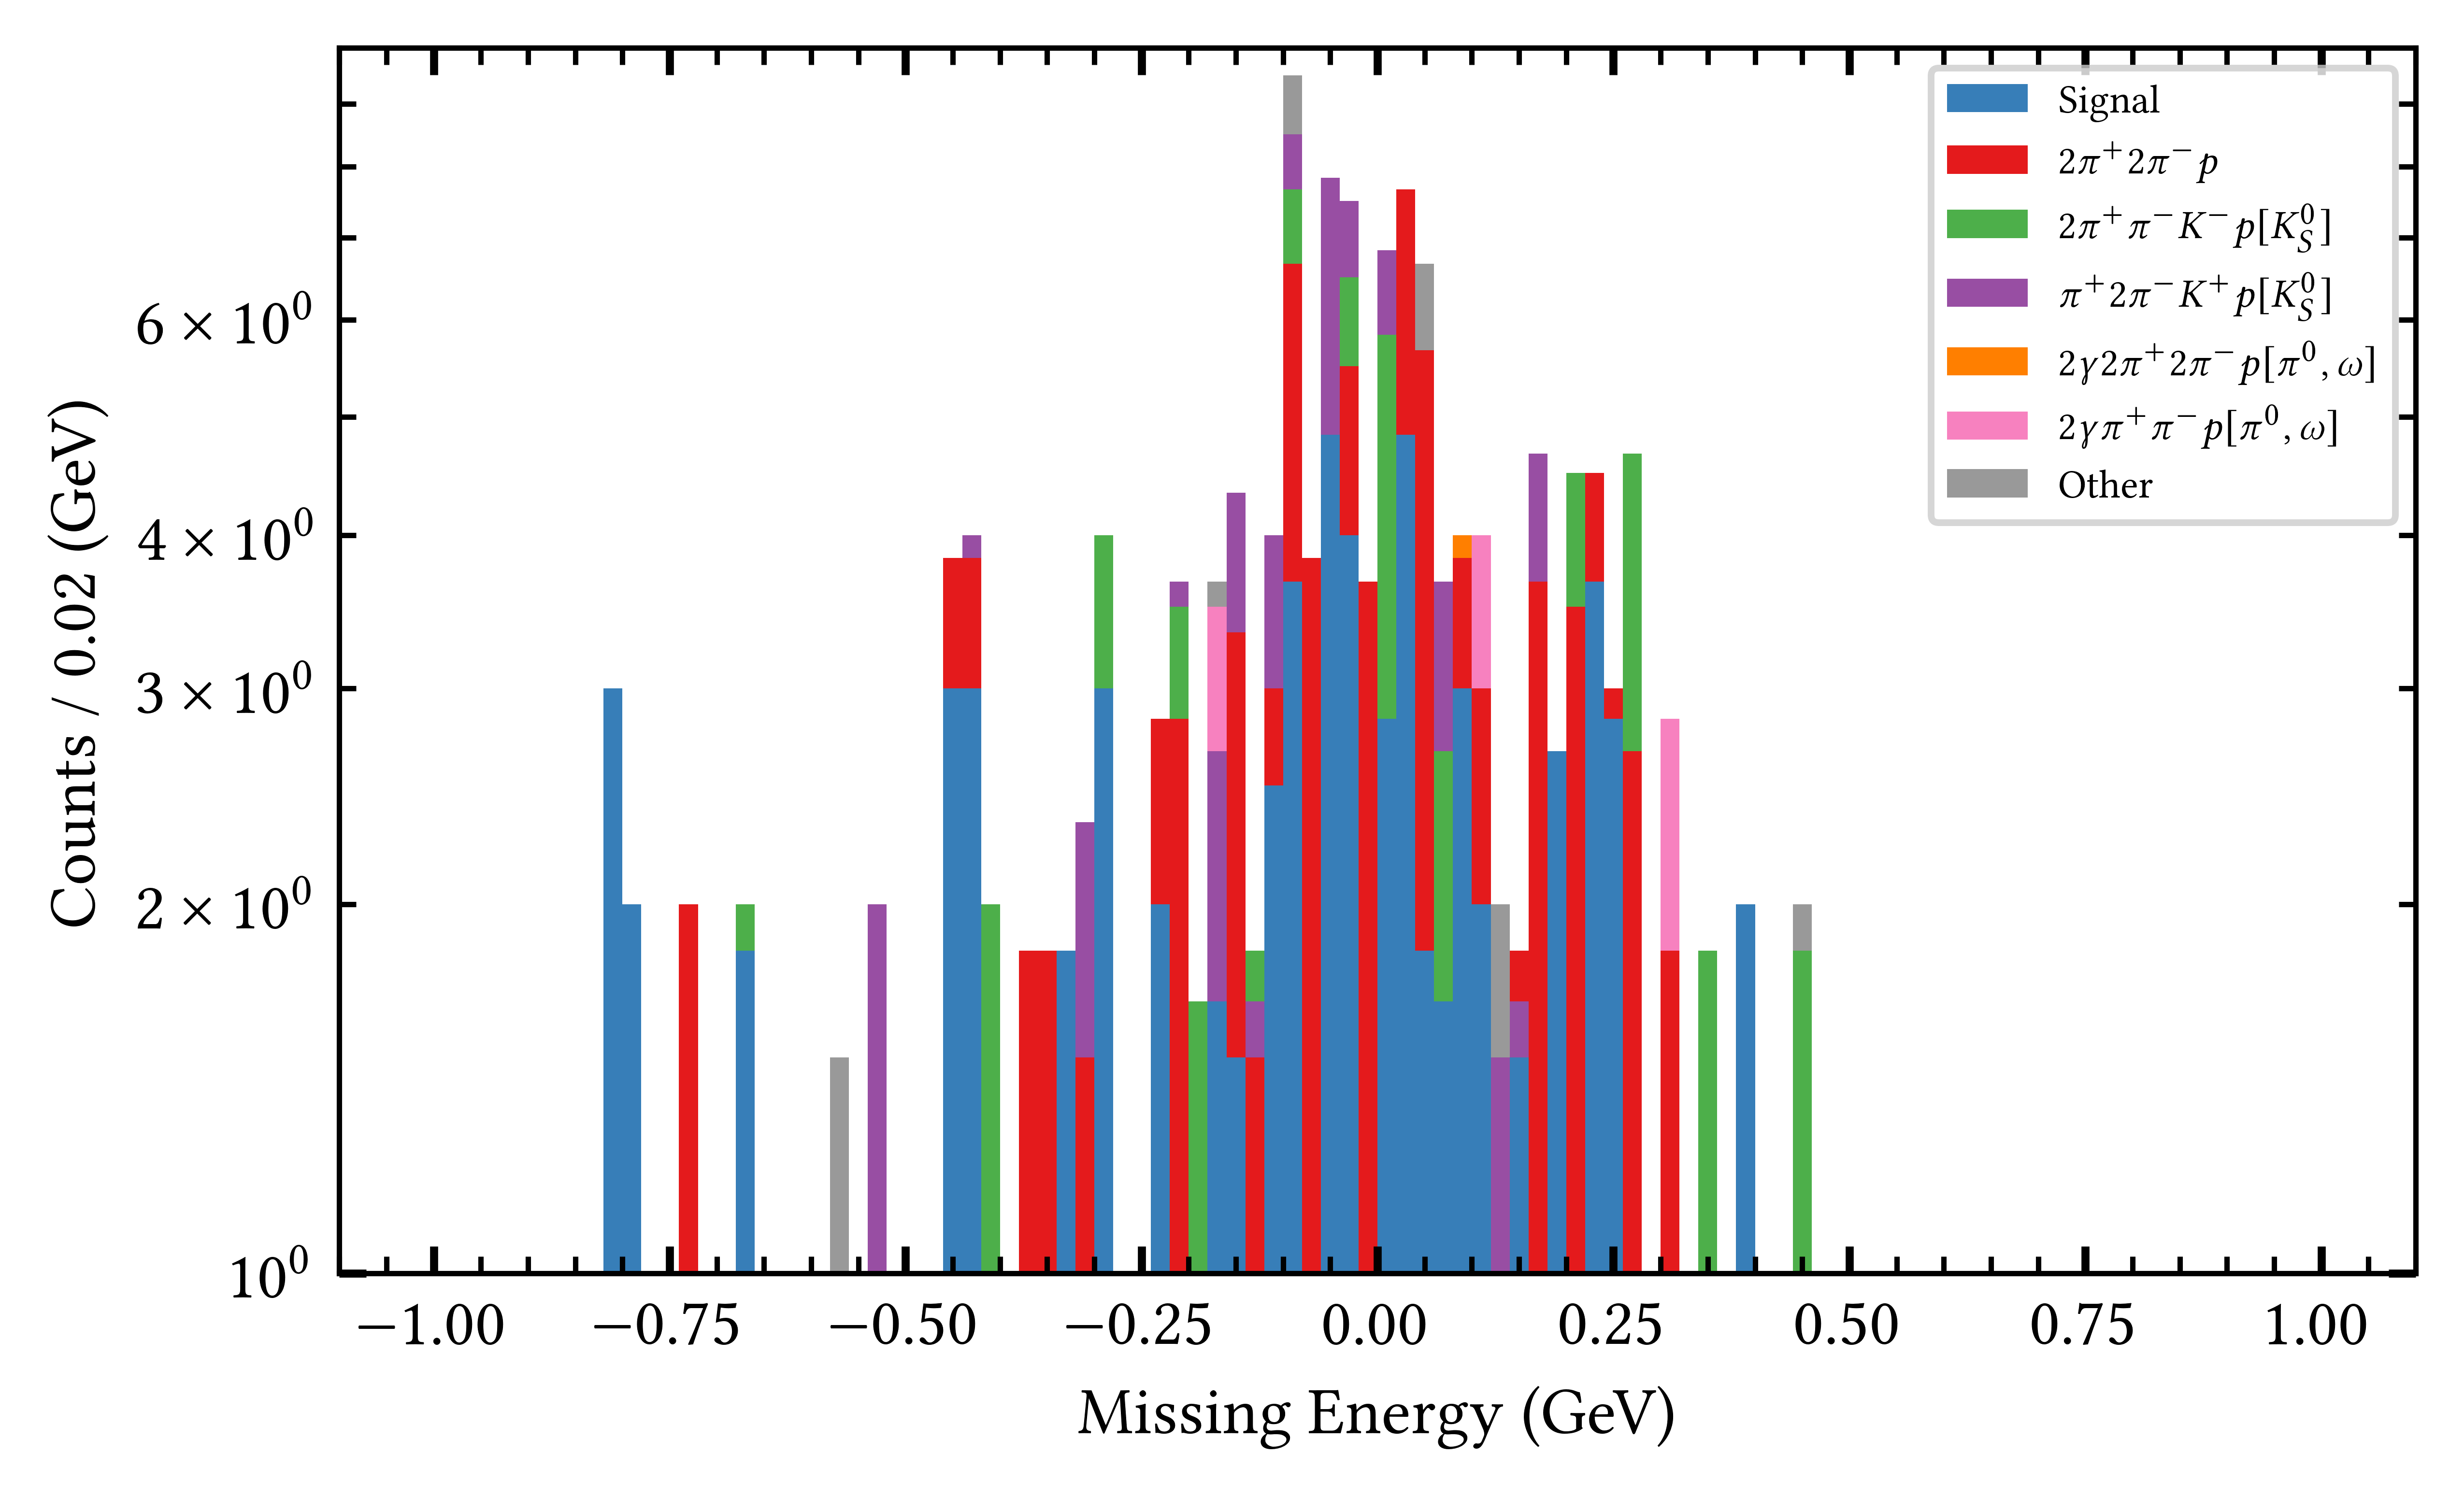 Counts / 0.02 (GeV)
6 × 10⁰
4 × 10⁰
3 × 10⁰
2 × 10⁰
10⁰
−1.00 −0.75 −0.50 −0.25 0.00 0.25 0.50 0.75 1.00
Missing Energy (GeV)
Signal
2π⁺2π⁻p
2π⁺π⁻K⁻p[K⁰_S]
π⁺2π⁻K⁺p[K⁰_S]
2γ2π⁺2π⁻p[π⁰, ω]
2γπ⁺π⁻p[π⁰, ω]
Other